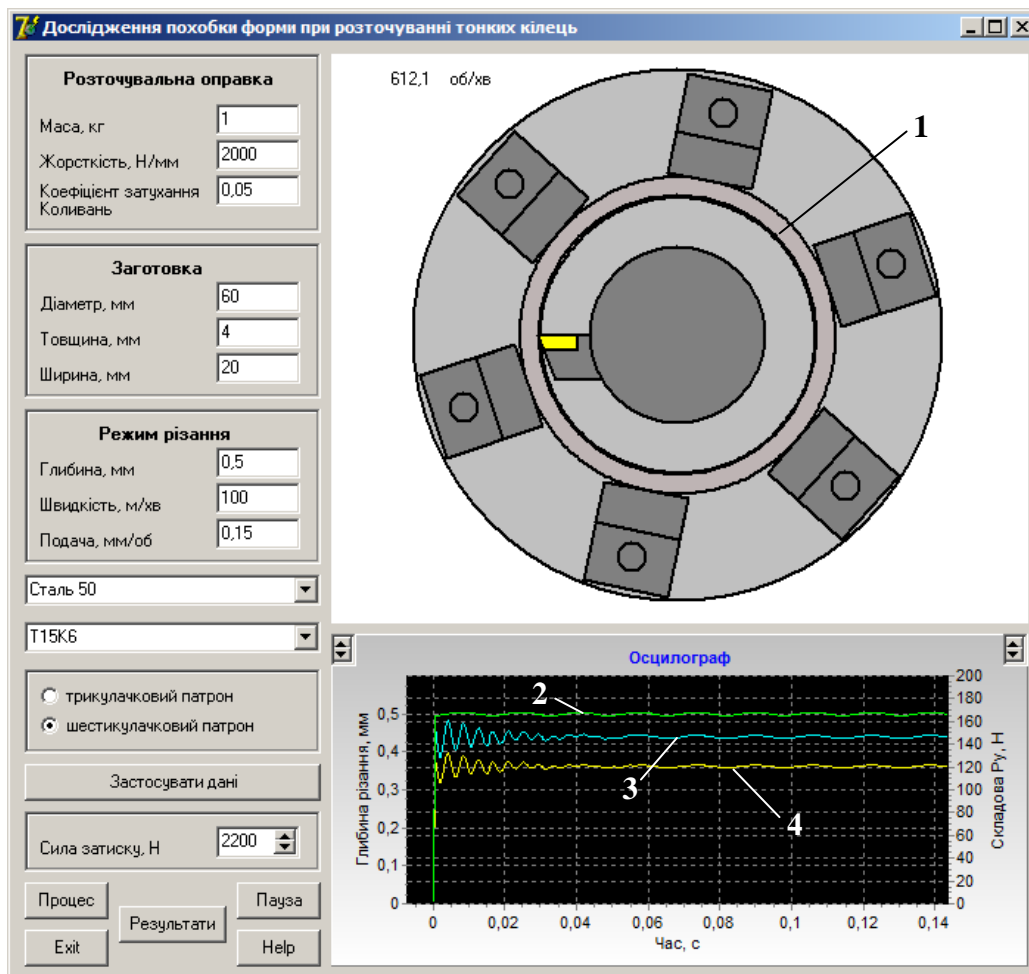 Дослідження похибки форми при розточуванні тонких кілець
Розточувальна оправка
Маса, кг
1
Жорсткість, Н/мм
2000
Коефіцієнт затухання
Коливань
0,05
Заготовка
Діаметр, мм
60
Товщина, мм
4
Ширина, мм
20
Режим різання
Глибина, мм
0,5
Швидкість, м/хв
100
Подача, мм/об
0,15
Сталь 50
Т15К6
трикулачковий патрон
шестикулачковий патрон
Застосувати дані
Сила затиску, Н
2200
Процес
Результати
Пауза
Exit
Help
612,1 об/хв
1
Осцилограф
Глибина різання, мм
0,5
0,4
0,3
0,2
0,1
0
2
3
4
200
180
160
140
120
100
80
60
40
20
0
Складова Ру, Н
0 0,02 0,04 0,06 0,08 0,1 0,12 0,14
Час, с